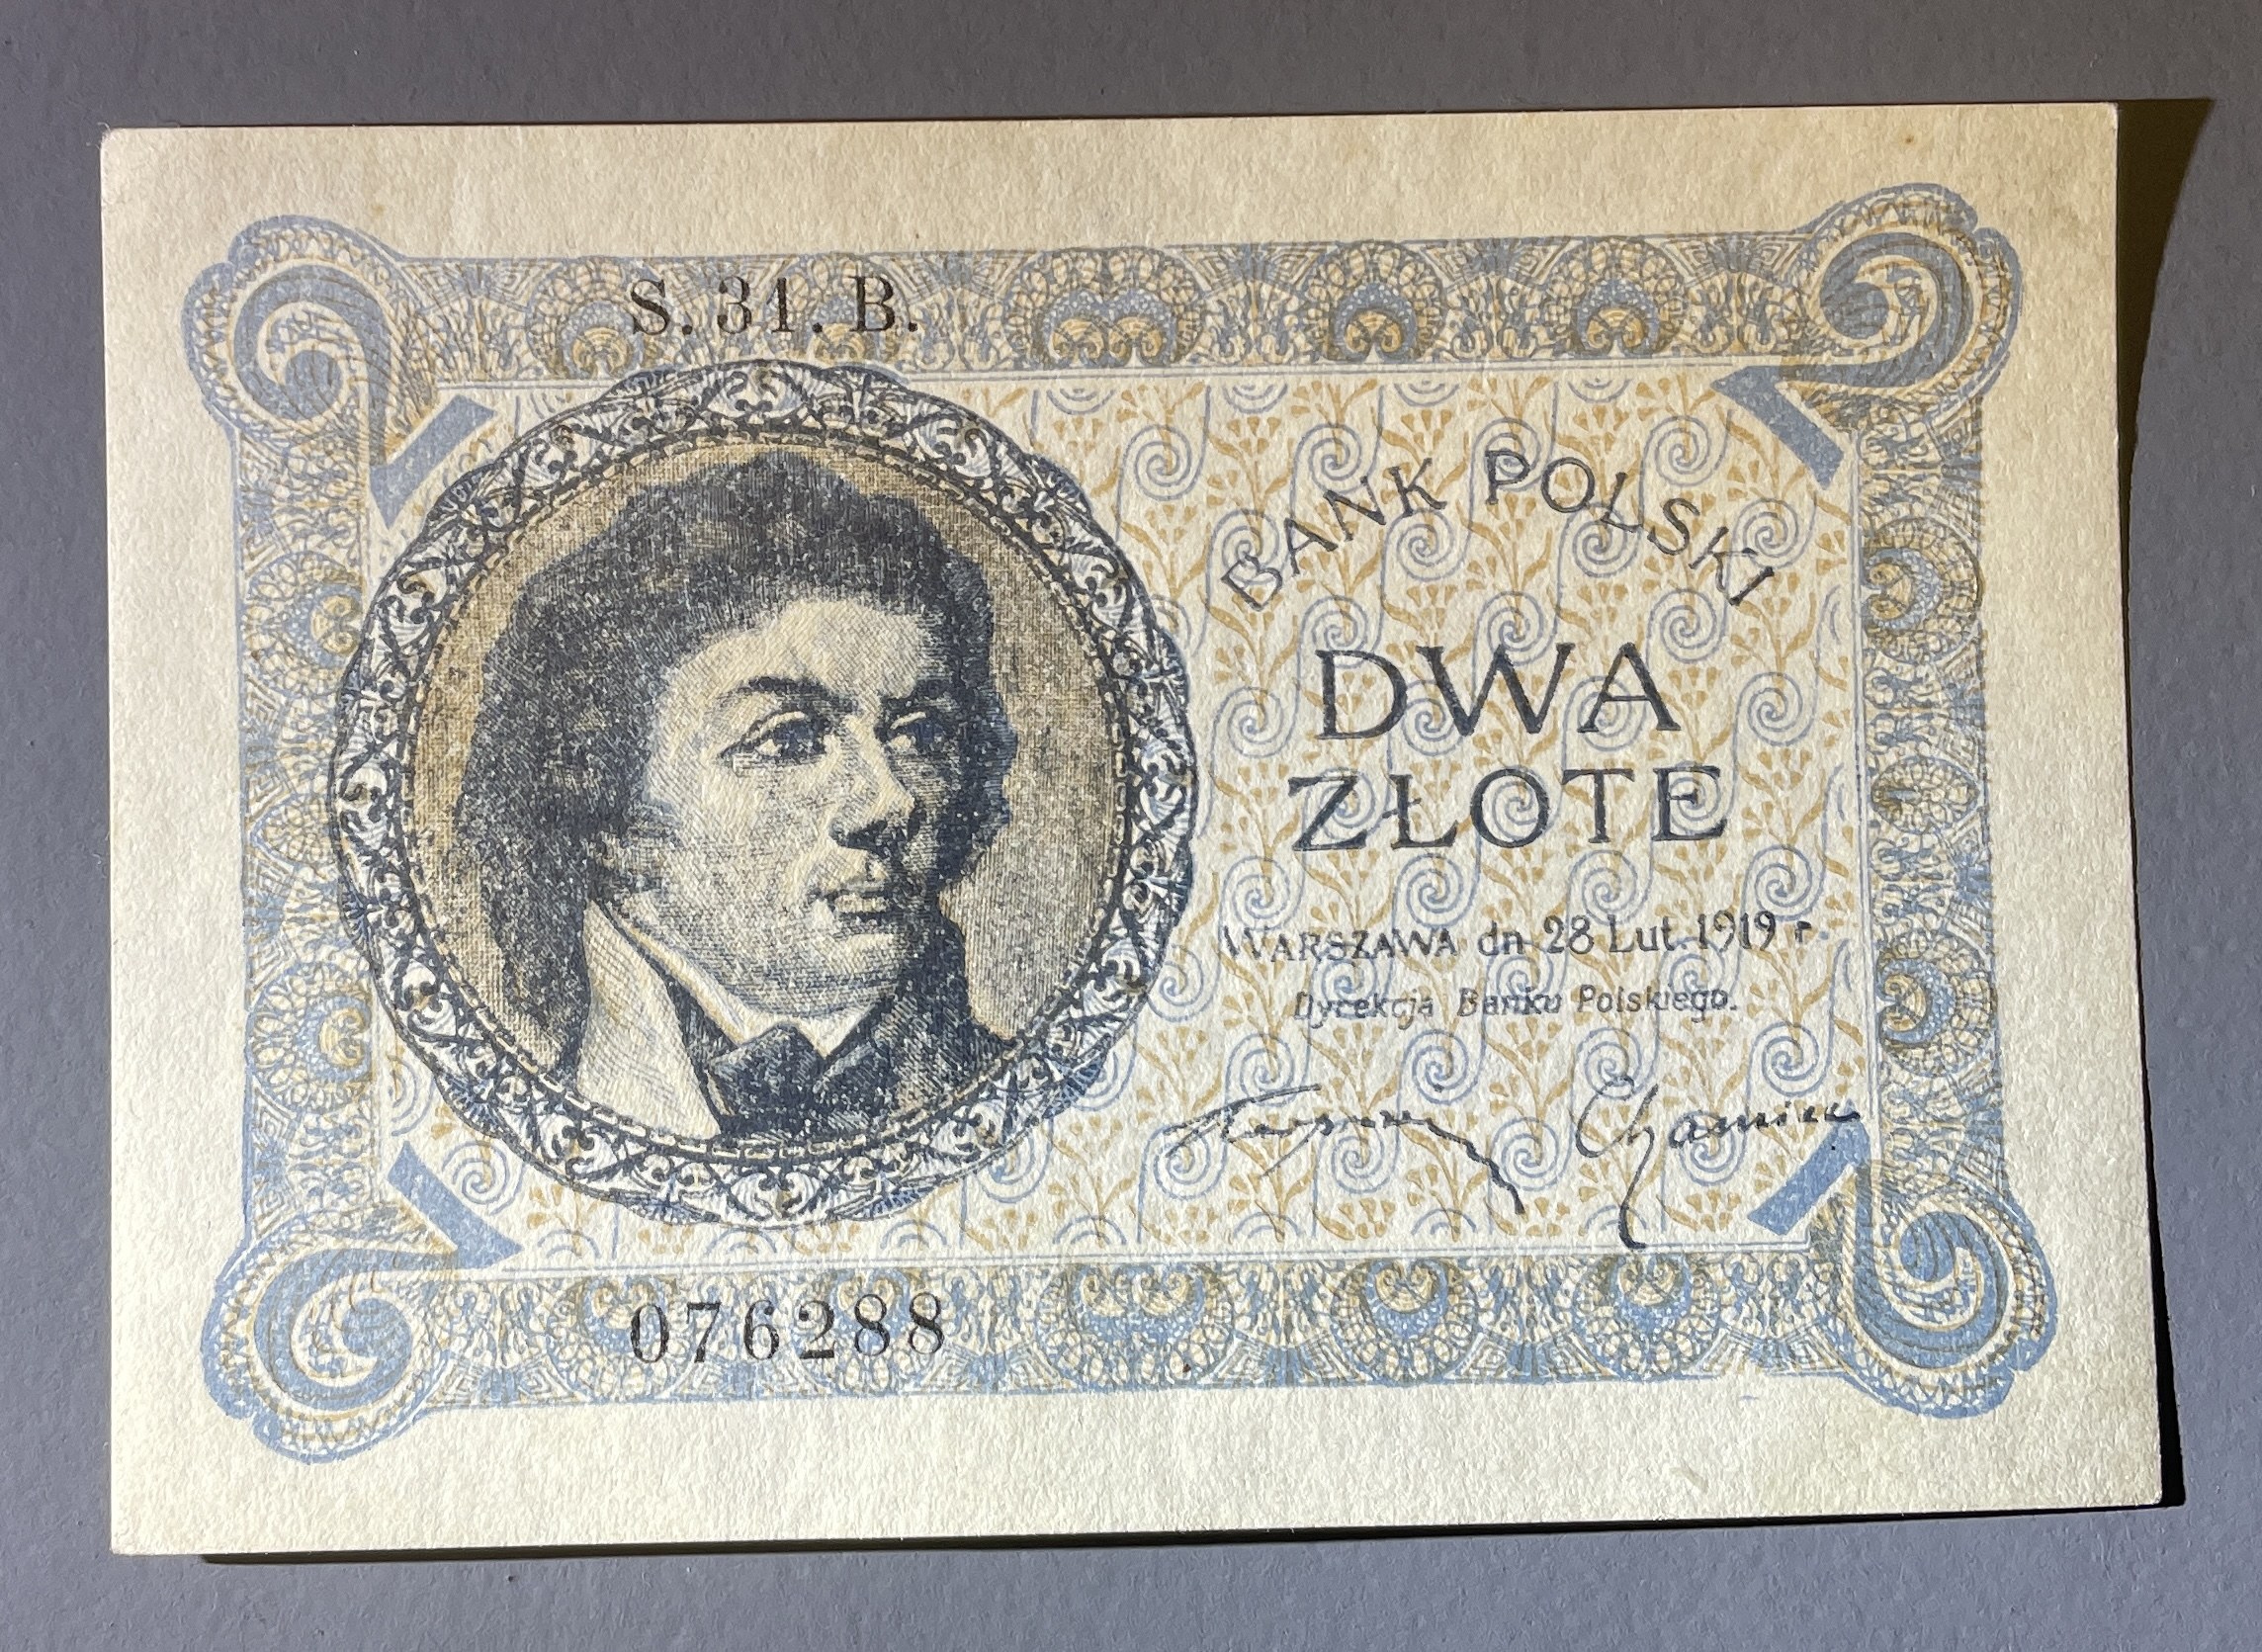 S. 31. B.
BANK POLSKI
DWA
ZŁOTE
WARSZAWA dn 28 Lut. 1919 r.
Dyrekcja Banku Polskiego.
076288